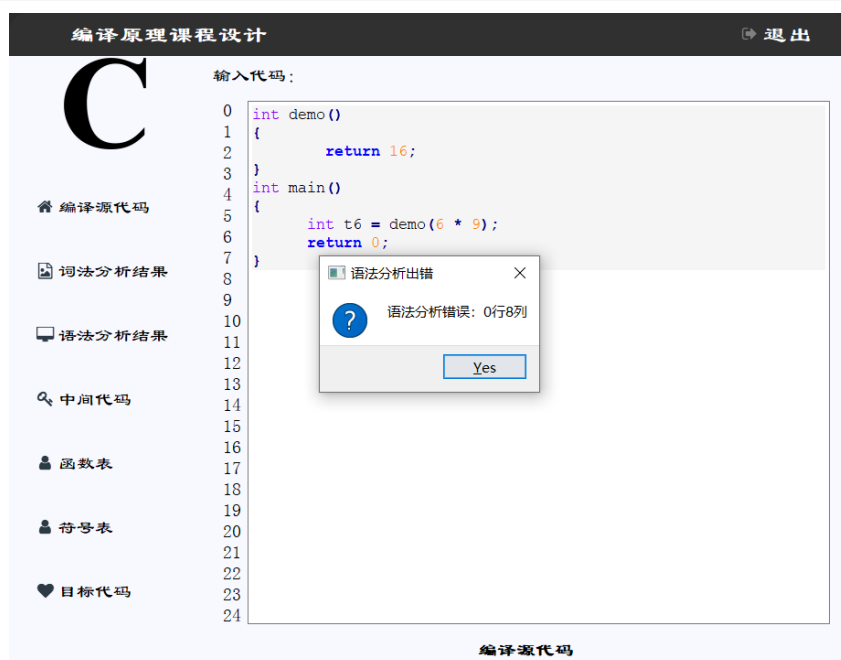 编译原理课程设计 退出
C
输入代码:
0 int demo()
1 {
2 return 16;
3 }
4 int main()
5 {
6 int t6 = demo(6 * 9);
7 return 0;
8 }
9
10
11
12
13
14
15
16
17
18
19
20
21
22
23
24
语法分析出错
语法分析错误: 0行8列
Yes
编译源代码
词法分析结果
语法分析结果
中间代码
函数表
符号表
目标代码
编译源代码